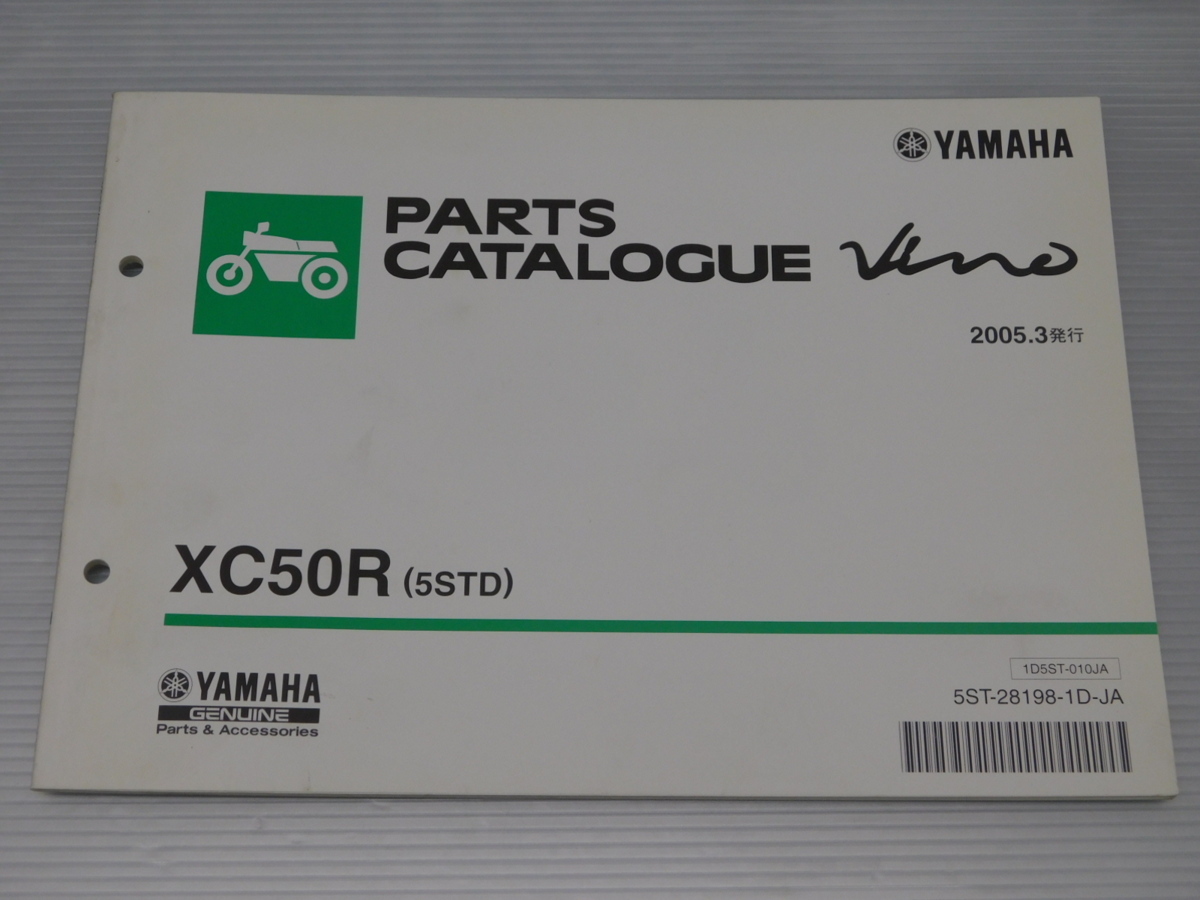 YAMAHA
PARTS
CATALOGUE Vino
2005.3発行
XC50R (5STD)
YAMAHA
GENUINE
Parts & Accessories
1D5ST-010JA
5ST-28198-1D-JA